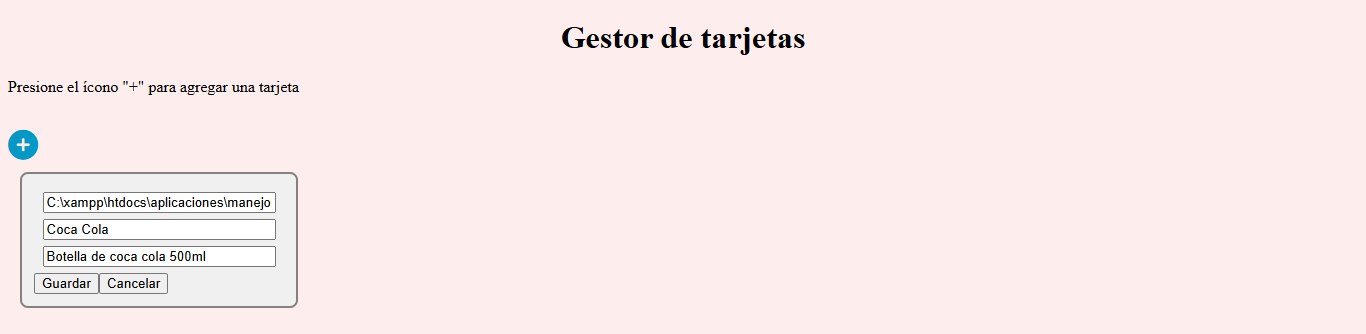 Gestor de tarjetas
Presione el ícono "+" para agregar una tarjeta
+
C:\xampp\htdocs\aplicaciones\manejo
Coca Cola
Botella de coca cola 500ml
Guardar Cancelar